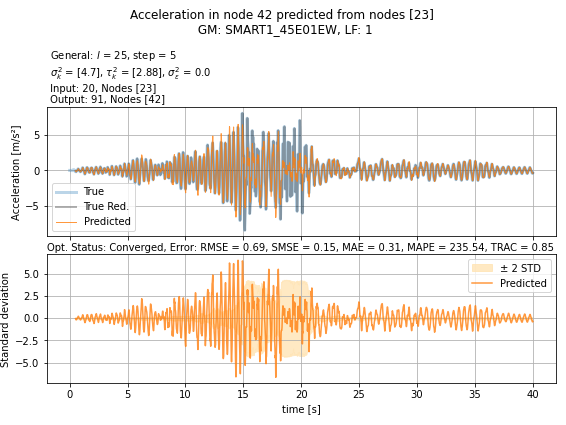 Acceleration in node 42 predicted from nodes [23]
GM: SMART1_45E01EW, LF: 1
General: l = 25, step = 5
σ²ₖ = [4.7], τ²ₖ = [2.88], σ²ε = 0.0
Input: 20, Nodes [23]
Output: 91, Nodes [42]
Acceleration [m/s²]
5
0
−5
True
True Red.
Predicted
Opt. Status: Converged, Error: RMSE = 0.69, SMSE = 0.15, MAE = 0.31, MAPE = 235.54, TRAC = 0.85
Standard deviation
5.0
2.5
0.0
−2.5
−5.0
± 2 STD
Predicted
0 5 10 15 20 25 30 35 40
time [s]